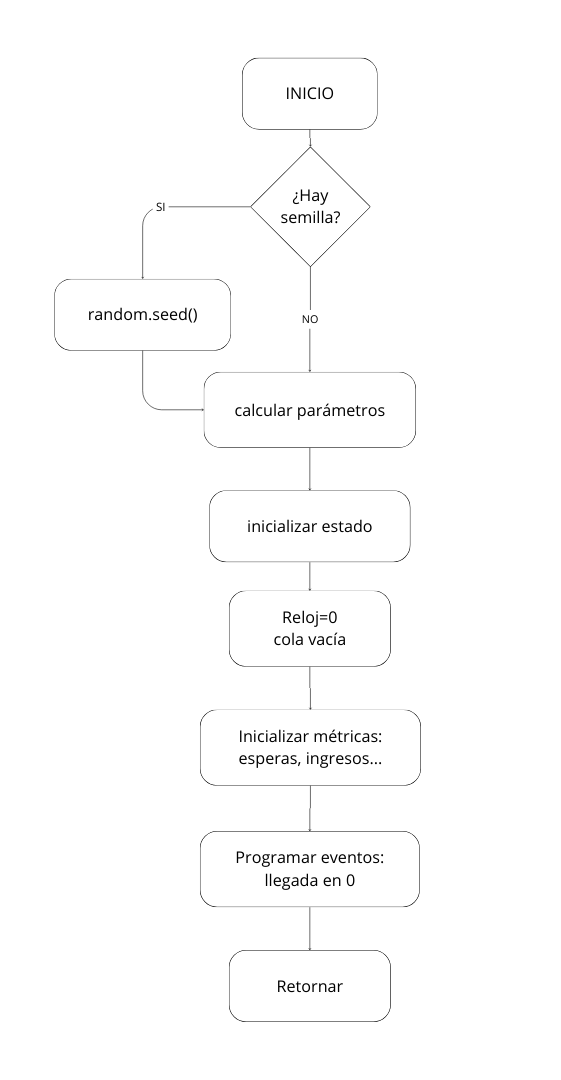 INICIO
¿Hay
semilla?
SI
random.seed()
NO
calcular parámetros
inicializar estado
Reloj=0
cola vacía
Inicializar métricas:
esperas, ingresos...
Programar eventos:
llegada en 0
Retornar